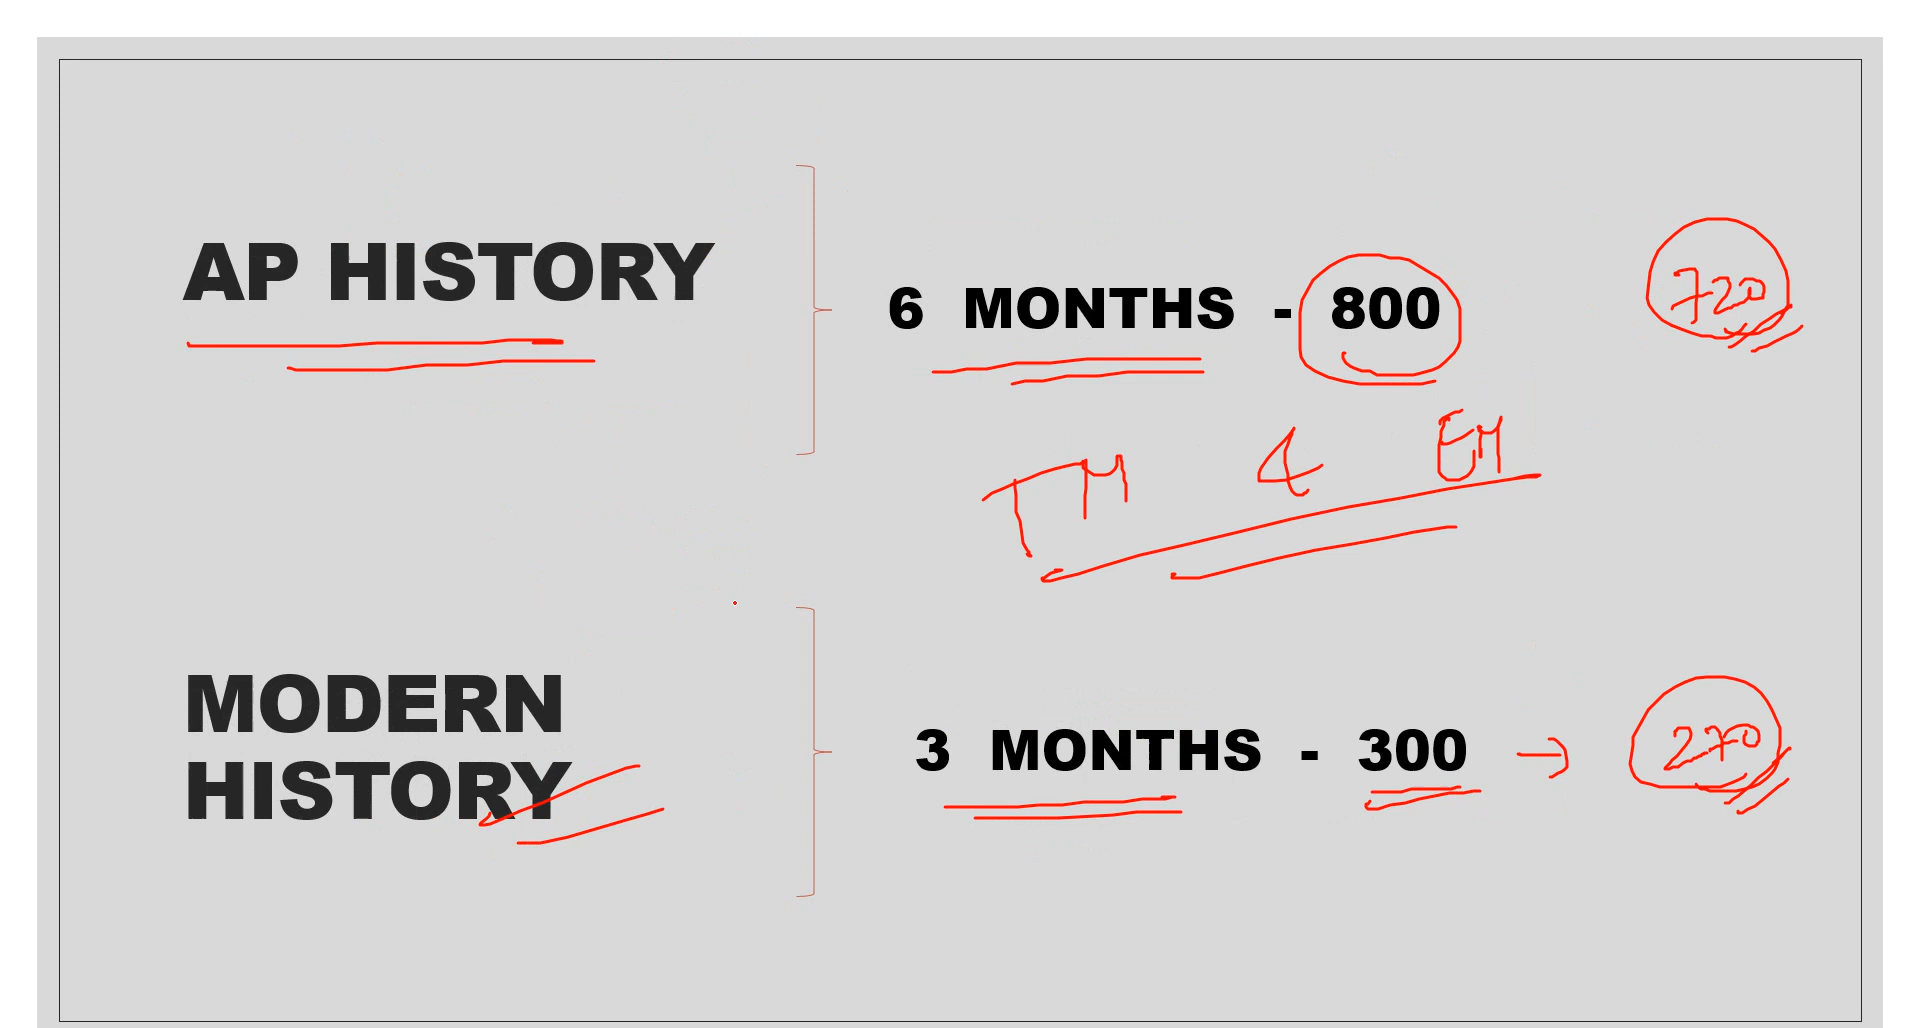 AP HISTORY
6 MONTHS - 800
720
TM & EM
MODERN
HISTORY
3 MONTHS - 300 →
270